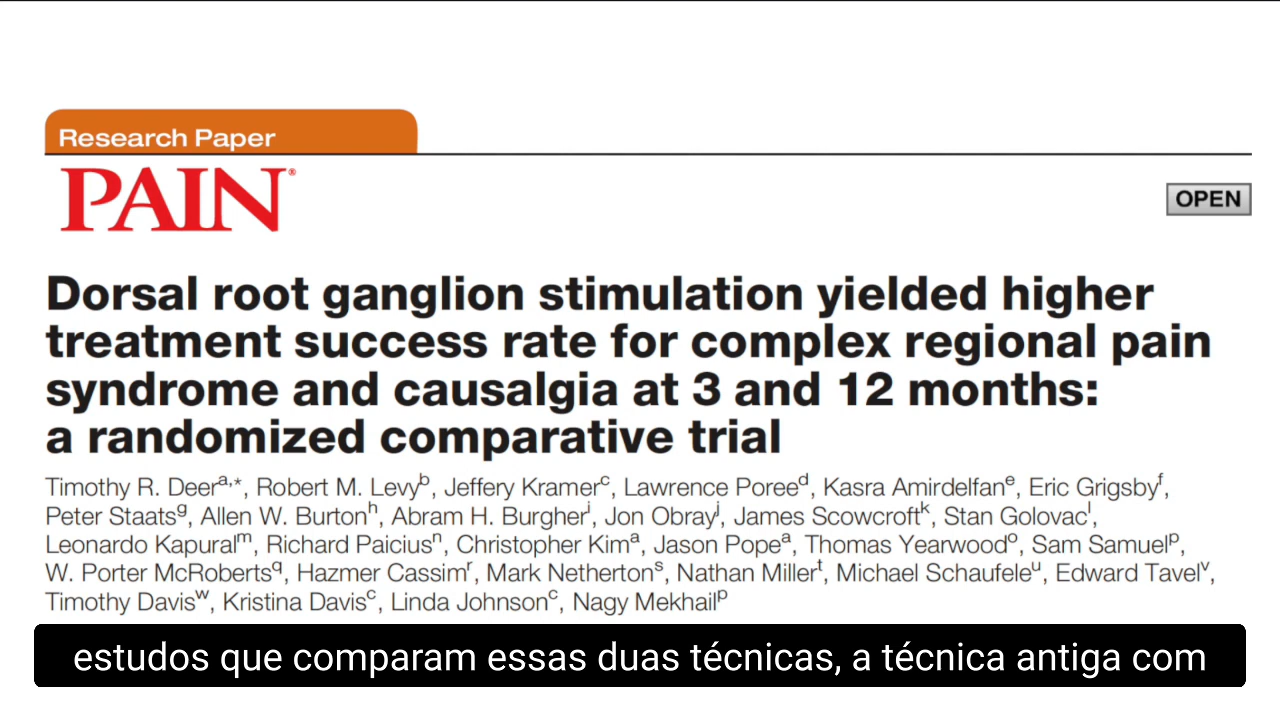 Research Paper
PAIN®
OPEN
Dorsal root ganglion stimulation yielded higher
treatment success rate for complex regional pain
syndrome and causalgia at 3 and 12 months:
a randomized comparative trial
Timothy R. Deerᵃ,*, Robert M. Levyᵇ, Jeffery Kramerᶜ, Lawrence Poreeᵈ, Kasra Amirdelfanᵉ, Eric Grigsbyᶠ,
Peter Staatsᵍ, Allen W. Burtonʰ, Abram H. Burgherⁱ, Jon Obrayʲ, James Scowcroftᵏ, Stan Golovacˡ,
Leonardo Kapuralᵐ, Richard Paiciusⁿ, Christopher Kimᵃ, Jason Popeᵃ, Thomas Yearwoodᵒ, Sam Samuelᵖ,
W. Porter McRobertsq, Hazmer Cassimʳ, Mark Nethertonˢ, Nathan Millerᵗ, Michael Schaufeleᵘ, Edward Tavelᵛ,
Timothy Davisʷ, Kristina Davisᶜ, Linda Johnsonᶜ, Nagy Mekhailᵖ
estudos que comparam essas duas técnicas, a técnica antiga com